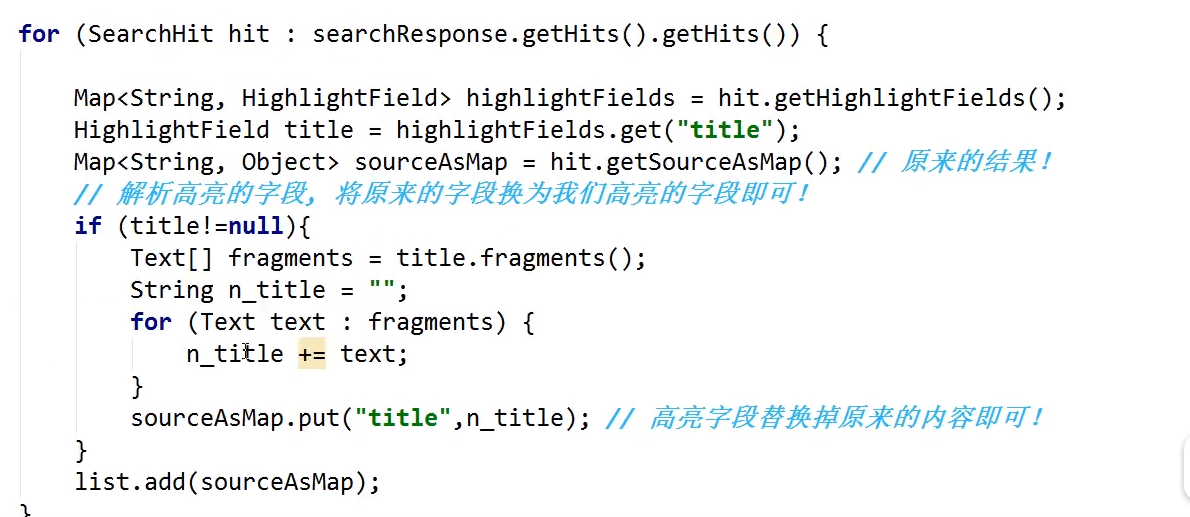 for (SearchHit hit : searchResponse.getHits().getHits()) {
Map<String, HighlightField> highlightFields = hit.getHighlightFields();
HighlightField title = highlightFields.get("title");
Map<String, Object> sourceAsMap = hit.getSourceAsMap(); // 原来的结果！
// 解析高亮的字段, 将原来的字段换为我们高亮的字段即可！
if (title!=null){
Text[] fragments = title.fragments();
String n_title = "";
for (Text text : fragments) {
n_title += text;
}
sourceAsMap.put("title",n_title); // 高亮字段替换掉原来的内容即可！
}
list.add(sourceAsMap);
}